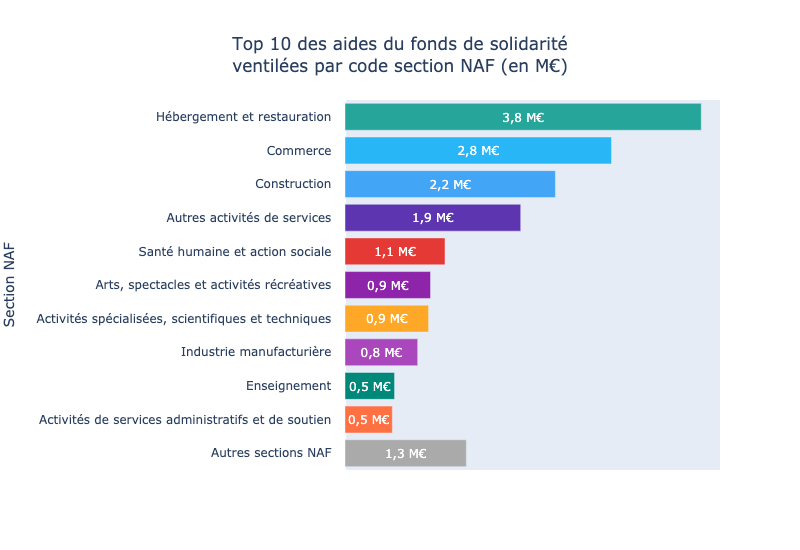 Top 10 des aides du fonds de solidarité
ventilées par code section NAF (en M€)
Section NAF
Hébergement et restauration 3,8 M€
Commerce 2,8 M€
Construction 2,2 M€
Autres activités de services 1,9 M€
Santé humaine et action sociale 1,1 M€
Arts, spectacles et activités récréatives 0,9 M€
Activités spécialisées, scientifiques et techniques 0,9 M€
Industrie manufacturière 0,8 M€
Enseignement 0,5 M€
Activités de services administratifs et de soutien 0,5 M€
Autres sections NAF 1,3 M€